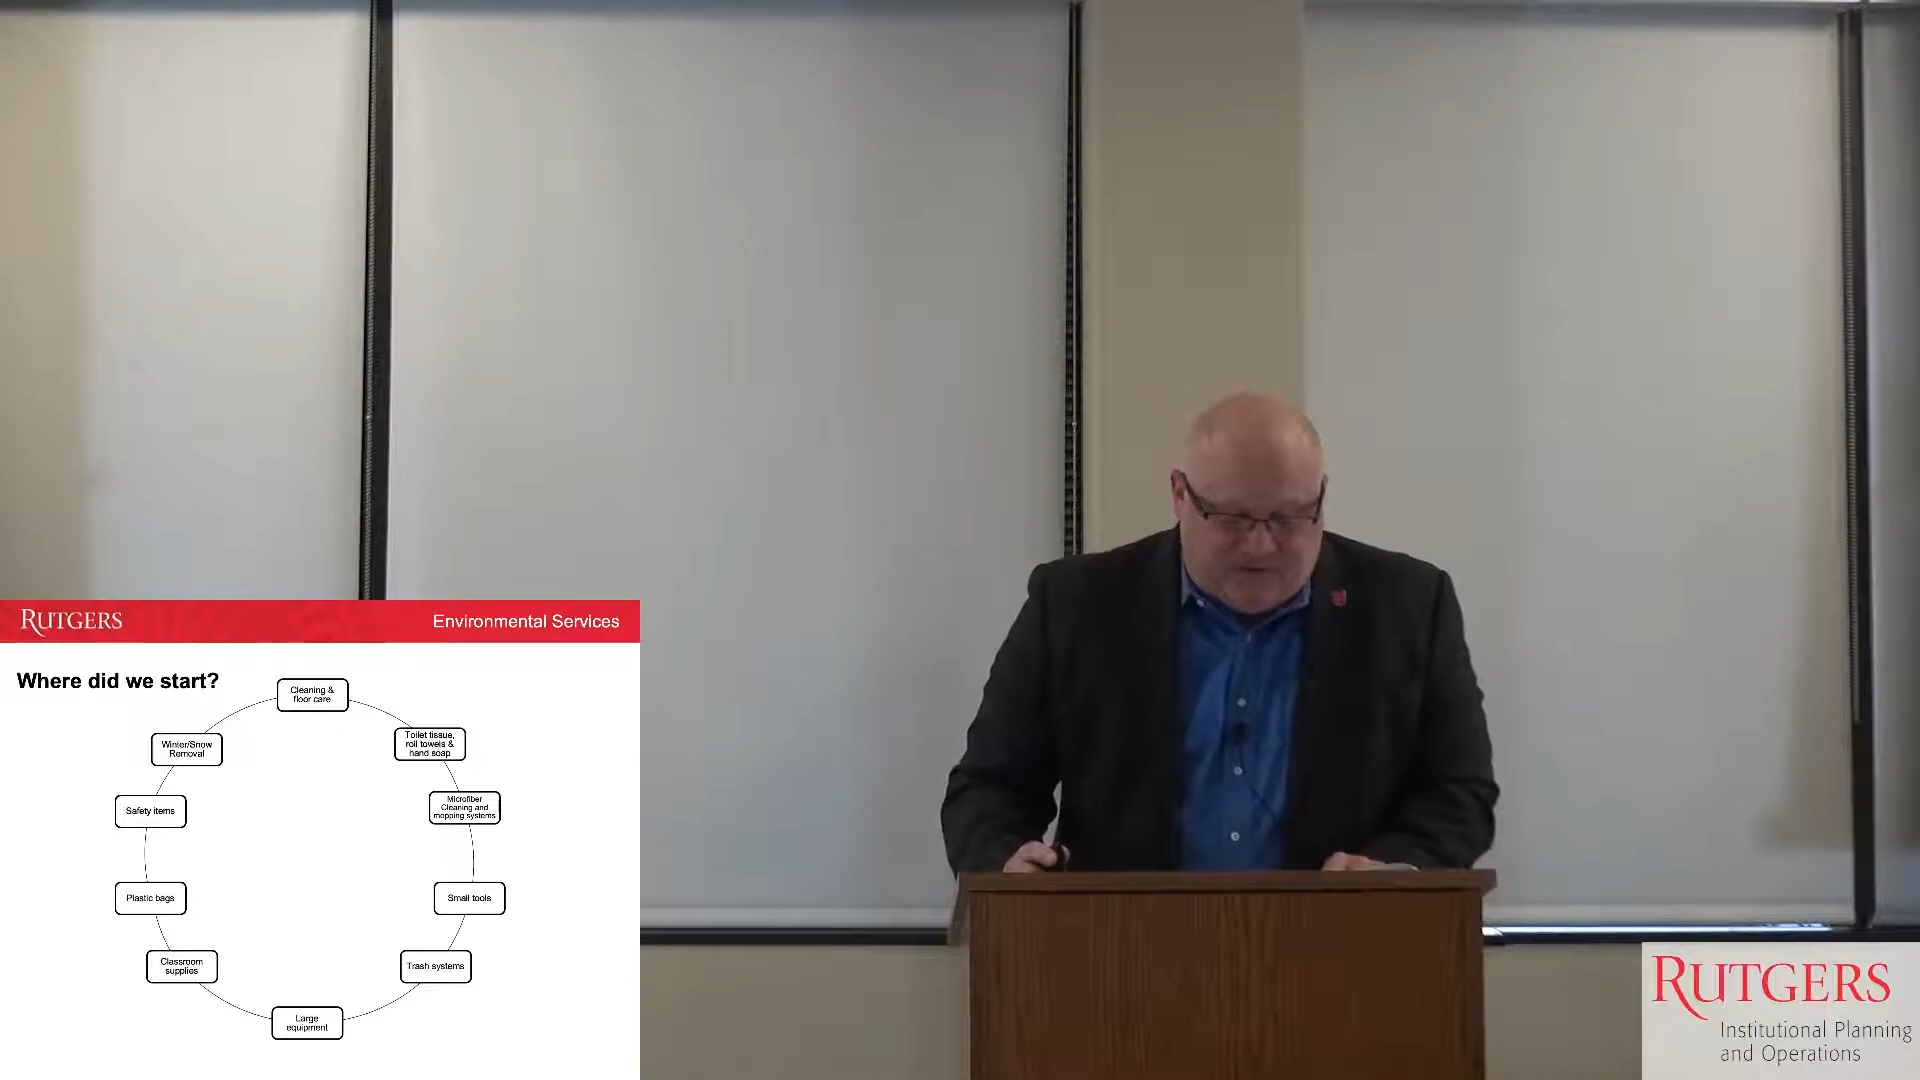 RUTGERS
Environmental Services
Where did we start?
Cleaning &
floor care
Toilet tissue,
roll towels &
hand soap
Microfiber
Cleaning and
mopping systems
Small tools
Trash systems
Large
equipment
Classroom
supplies
Plastic bags
Safety items
Winter/Snow
Removal
RUTGERS
Institutional Planning
and Operations